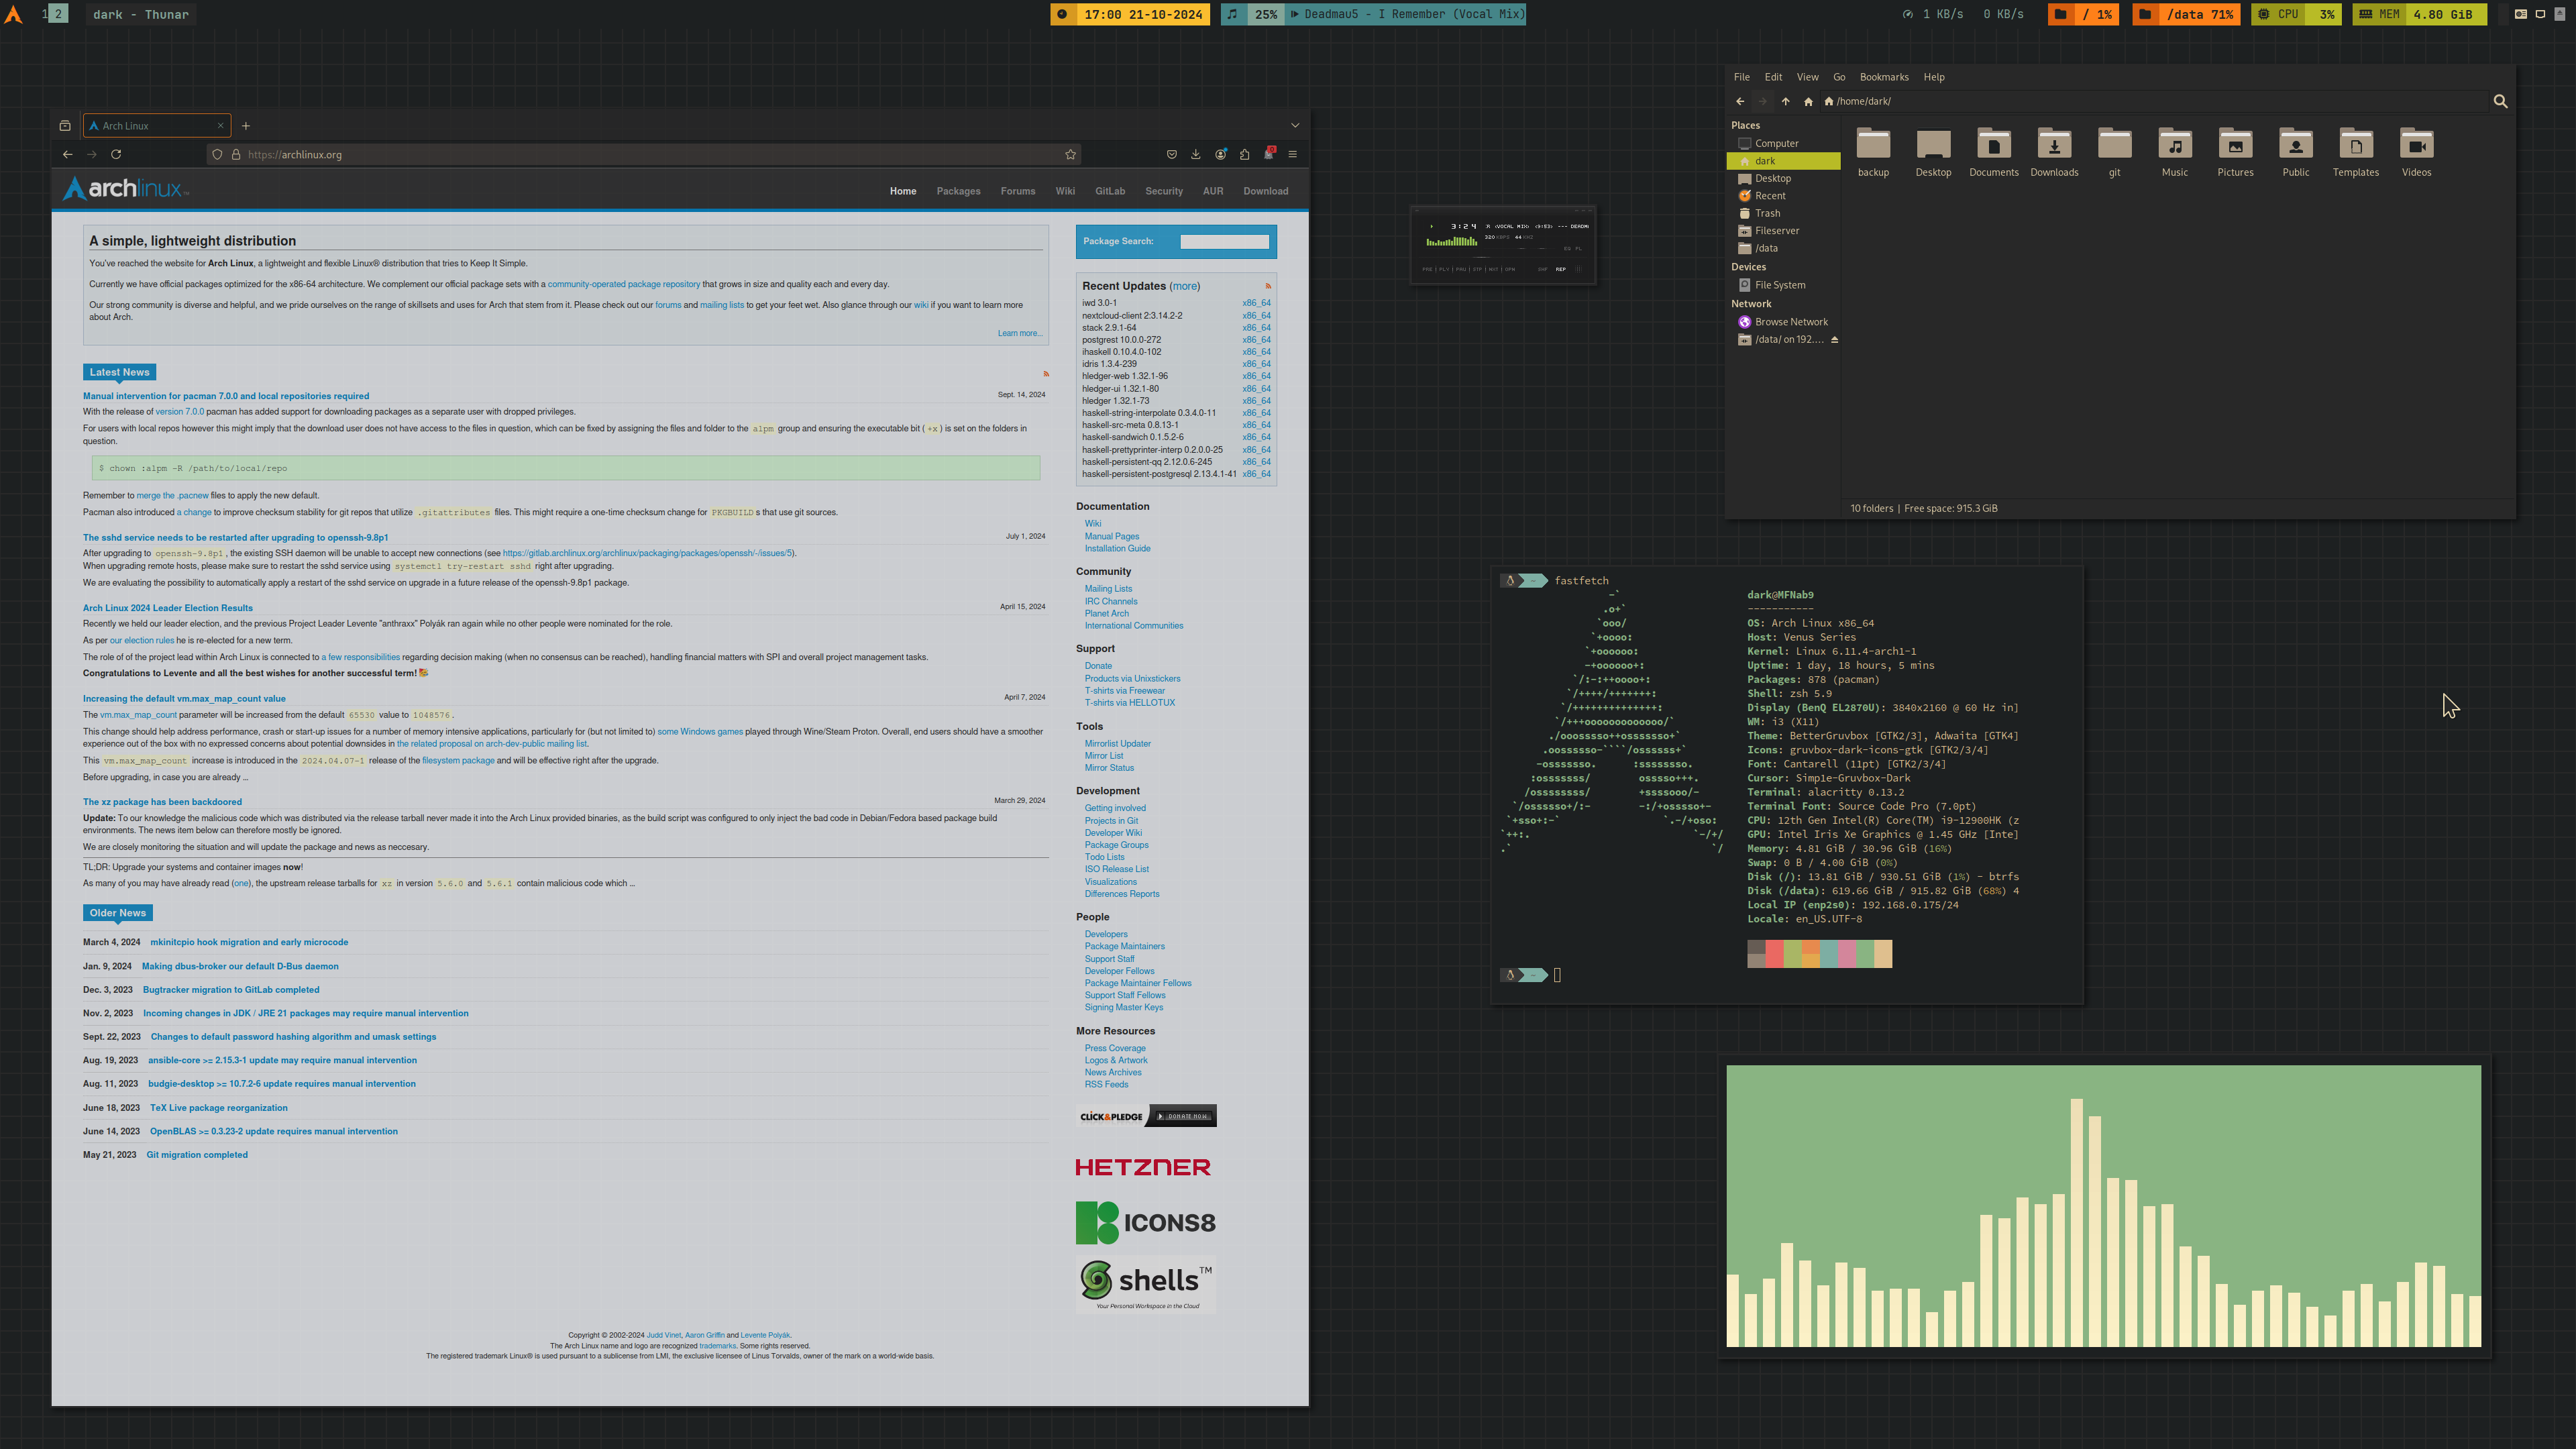 1 2 dark - Thunar
17:00 21-10-2024
25% Deadmau5 - I Remember (Vocal Mix)
1 KB/s 0 KB/s
/ 1%
/data 71%
CPU 3%
MEM 4.80 GiB
Arch Linux
https://archlinux.org
archlinux
Home Packages Forums Wiki GitLab Security AUR Download
A simple, lightweight distribution
You've reached the website for Arch Linux, a lightweight and flexible Linux® distribution that tries to Keep It Simple.
Currently we have official packages optimized for the x86-64 architecture. We complement our official package sets with a community-operated package repository that grows in size and quality each and every day.
Our strong community is diverse and helpful, and we pride ourselves on the range of skillsets and uses for Arch that stem from it. Please check out our forums and mailing lists to get your feet wet. Also glance through our wiki if you want to learn more
about Arch.
Learn more...
Latest News
Manual intervention for pacman 7.0.0 and local repositories required
Sept. 14, 2024
With the release of version 7.0.0 pacman has added support for downloading packages as a separate user with dropped privileges.
For users with local repos however this might imply that the download user does not have access to the files in question, which can be fixed by assigning the files and folder to the alpm group and ensuring the executable bit ( +x ) is set on the folders in
question.
$ chown :alpm -R /path/to/local/repo
Remember to merge the .pacnew files to apply the new default.
Pacman also introduced a change to improve checksum stability for git repos that utilize .gitattributes files. This might require a one-time checksum change for PKGBUILD s that use git sources.
The sshd service needs to be restarted after upgrading to openssh-9.8p1
July 1, 2024
After upgrading to openssh-9.8p1 , the existing SSH daemon will be unable to accept new connections (see https://gitlab.archlinux.org/archlinux/packaging/packages/openssh/-/issues/5).
When upgrading remote hosts, please make sure to restart the sshd service using systemctl try-restart sshd right after upgrading.
We are evaluating the possibility to automatically apply a restart of the sshd service on upgrade in a future release of the openssh-9.8p1 package.
Arch Linux 2024 Leader Election Results
April 15, 2024
Recently we held our leader election, and the previous Project Leader Levente "anthraxx" Polyák ran again while no other people were nominated for the role.
As per our election rules he is re-elected for a new term.
The role of of the project lead within Arch Linux is connected to a few responsibilities regarding decision making (when no consensus can be reached), handling financial matters with SPI and overall project management tasks.
Congratulations to Levente and all the best wishes for another successful term! 🎉
Increasing the default vm.max_map_count value
April 7, 2024
The vm.max_map_count parameter will be increased from the default 65530 value to 1048576 .
This change should help address performance, crash or start-up issues for a number of memory intensive applications, particularly for (but not limited to) some Windows games played through Wine/Steam Proton. Overall, end users should have a smoother
experience out of the box with no expressed concerns about potential downsides in the related proposal on arch-dev-public mailing list.
This vm.max_map_count increase is introduced in the 2024.04.07-1 release of the filesystem package and will be effective right after the upgrade.
Before upgrading, in case you are already ...
The xz package has been backdoored
March 29, 2024
Update: To our knowledge the malicious code which was distributed via the release tarball never made it into the Arch Linux provided binaries, as the build script was configured to only inject the bad code in Debian/Fedora based package build
environments. The news item below can therefore mostly be ignored.
We are closely monitoring the situation and will update the package and news as neccesary.
TL;DR: Upgrade your systems and container images now!
As many of you may have already read (one), the upstream release tarballs for xz in version 5.6.0 and 5.6.1 contain malicious code which ...
Older News
March 4, 2024 mkinitcpio hook migration and early microcode
Jan. 9, 2024 Making dbus-broker our default D-Bus daemon
Dec. 3, 2023 Bugtracker migration to GitLab completed
Nov. 2, 2023 Incoming changes in JDK / JRE 21 packages may require manual intervention
Sept. 22, 2023 Changes to default password hashing algorithm and umask settings
Aug. 19, 2023 ansible-core >= 2.15.3-1 update may require manual intervention
Aug. 11, 2023 budgie-desktop >= 10.7.2-6 update requires manual intervention
June 18, 2023 TeX Live package reorganization
June 14, 2023 OpenBLAS >= 0.3.23-2 update requires manual intervention
May 21, 2023 Git migration completed
Package Search:
Recent Updates (more)
iwd 3.0-1 x86_64
nextcloud-client 2:3.14.2-2 x86_64
stack 2.9.1-64 x86_64
postgrest 10.0.0-272 x86_64
ihaskell 0.10.4.0-102 x86_64
idris 1.3.4-239 x86_64
hledger-web 1.32.1-96 x86_64
hledger-ui 1.32.1-80 x86_64
hledger 1.32.1-73 x86_64
haskell-string-interpolate 0.3.4.0-11 x86_64
haskell-src-meta 0.8.13-1 x86_64
haskell-sandwich 0.1.5.2-6 x86_64
haskell-prettyprinter-interp 0.2.0.0-25 x86_64
haskell-persistent-qq 2.12.0.6-245 x86_64
haskell-persistent-postgresql 2.13.4.1-41 x86_64
Documentation
Wiki
Manual Pages
Installation Guide
Community
Mailing Lists
IRC Channels
Planet Arch
International Communities
Support
Donate
Products via Unixstickers
T-shirts via Freewear
T-shirts via HELLOTUX
Tools
Mirrorlist Updater
Mirror List
Mirror Status
Development
Getting involved
Projects in Git
Developer Wiki
Package Groups
Todo Lists
ISO Release List
Visualizations
Differences Reports
People
Developers
Package Maintainers
Support Staff
Developer Fellows
Package Maintainer Fellows
Support Staff Fellows
Signing Master Keys
More Resources
Press Coverage
Logos & Artwork
News Archives
RSS Feeds
CLICK&PLEDGE DONATE NOW
HETZNER
ICONS8
shells™
Your Personal Workspace in the Cloud
Copyright © 2002-2024 Judd Vinet, Aaron Griffin and Levente Polyák.
The Arch Linux name and logo are recognized trademarks. Some rights reserved.
The registered trademark Linux® is used pursuant to a sublicense from LMI, the exclusive licensee of Linus Torvalds, owner of the mark on a world-wide basis.
3:24
320 44
REP
File Edit View Go Bookmarks Help
/home/dark/
Places
Computer
dark
Desktop
Recent
Trash
Fileserver
/data
Devices
File System
Network
Browse Network
/data/ on 192....
backup Desktop Documents Downloads git Music Pictures Public Templates Videos
10 folders | Free space: 915.3 GiB
~ fastfetch
dark@MFNab9
-----------
OS: Arch Linux x86_64
Host: Venus Series
Kernel: Linux 6.11.4-arch1-1
Uptime: 1 day, 18 hours, 5 mins
Packages: 878 (pacman)
Shell: zsh 5.9
Display (BenQ EL2870U): 3840x2160 @ 60 Hz in]
WM: i3 (X11)
Theme: BetterGruvbox [GTK2/3], Adwaita [GTK4]
Icons: gruvbox-dark-icons-gtk [GTK2/3/4]
Font: Cantarell (11pt) [GTK2/3/4]
Cursor: Simp1e-Gruvbox-Dark
Terminal: alacritty 0.13.2
Terminal Font: Source Code Pro (7.0pt)
CPU: 12th Gen Intel(R) Core(TM) i9-12900HK (z
GPU: Intel Iris Xe Graphics @ 1.45 GHz [Inte]
Memory: 4.81 GiB / 30.96 GiB (16%)
Swap: 0 B / 4.00 GiB (0%)
Disk (/): 13.81 GiB / 930.51 GiB (1%) - btrfs
Disk (/data): 619.66 GiB / 915.82 GiB (68%) 4
Local IP (enp2s0): 192.168.0.175/24
Locale: en_US.UTF-8
~